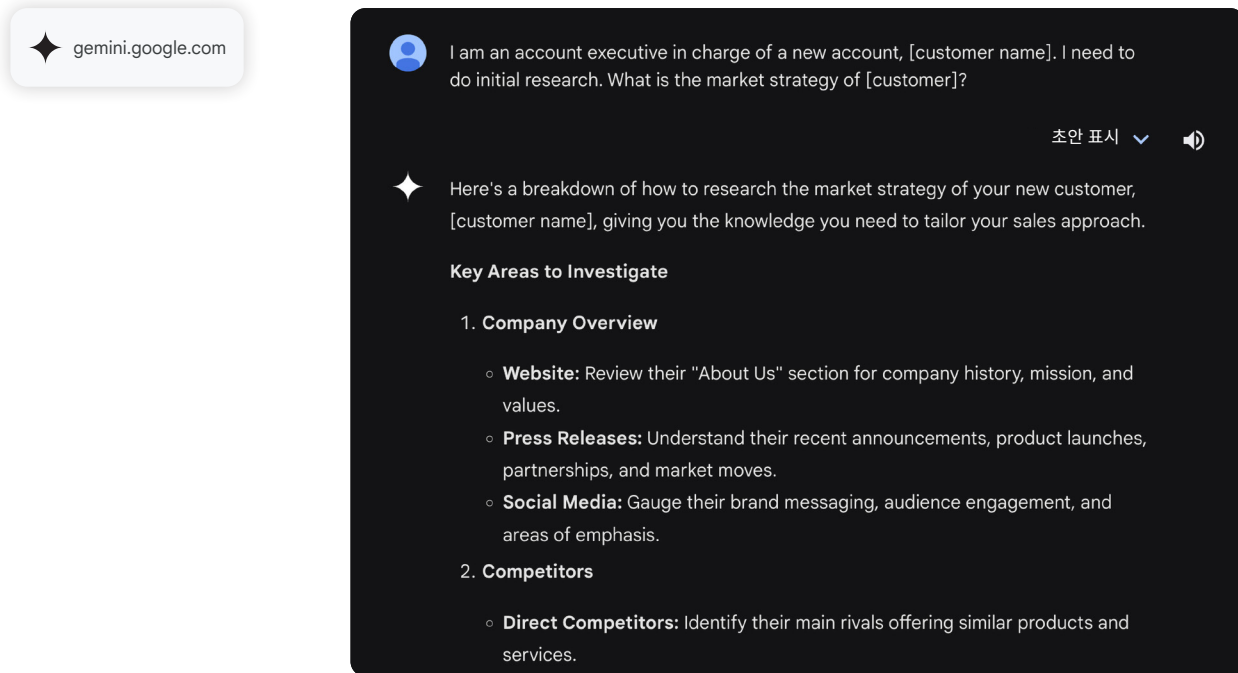 gemini.google.com
I am an account executive in charge of a new account, [customer name]. I need to
do initial research. What is the market strategy of [customer]?
초안 표시
Here's a breakdown of how to research the market strategy of your new customer,
[customer name], giving you the knowledge you need to tailor your sales approach.
Key Areas to Investigate
1. Company Overview
○ Website: Review their "About Us" section for company history, mission, and
values.
○ Press Releases: Understand their recent announcements, product launches,
partnerships, and market moves.
○ Social Media: Gauge their brand messaging, audience engagement, and
areas of emphasis.
2. Competitors
○ Direct Competitors: Identify their main rivals offering similar products and
services.